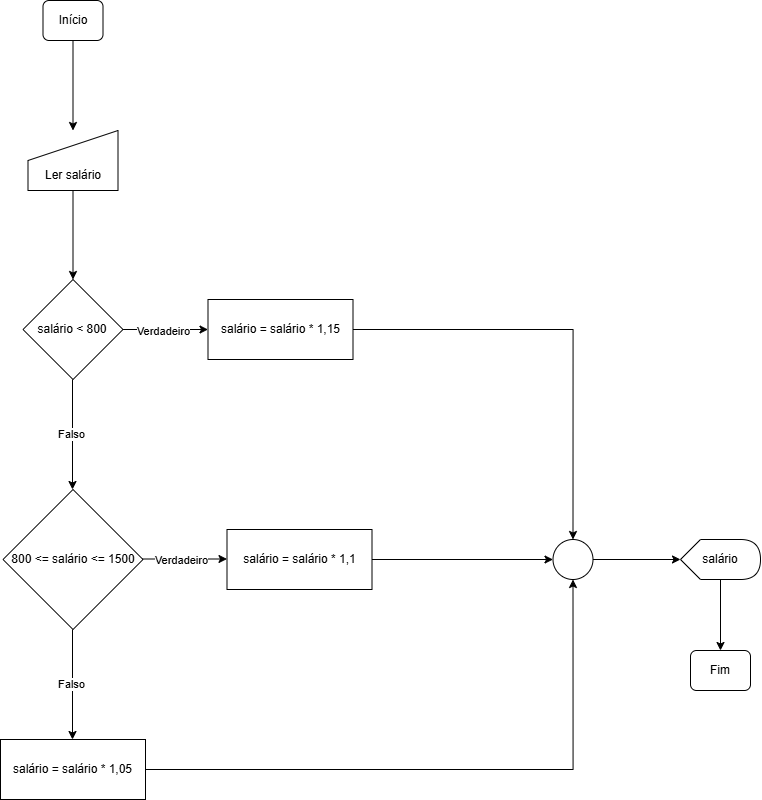 Início
Ler salário
salário < 800
Verdadeiro
salário = salário * 1,15
Falso
800 <= salário <= 1500
Verdadeiro
salário = salário * 1,1
salário
Fim
Falso
salário = salário * 1,05